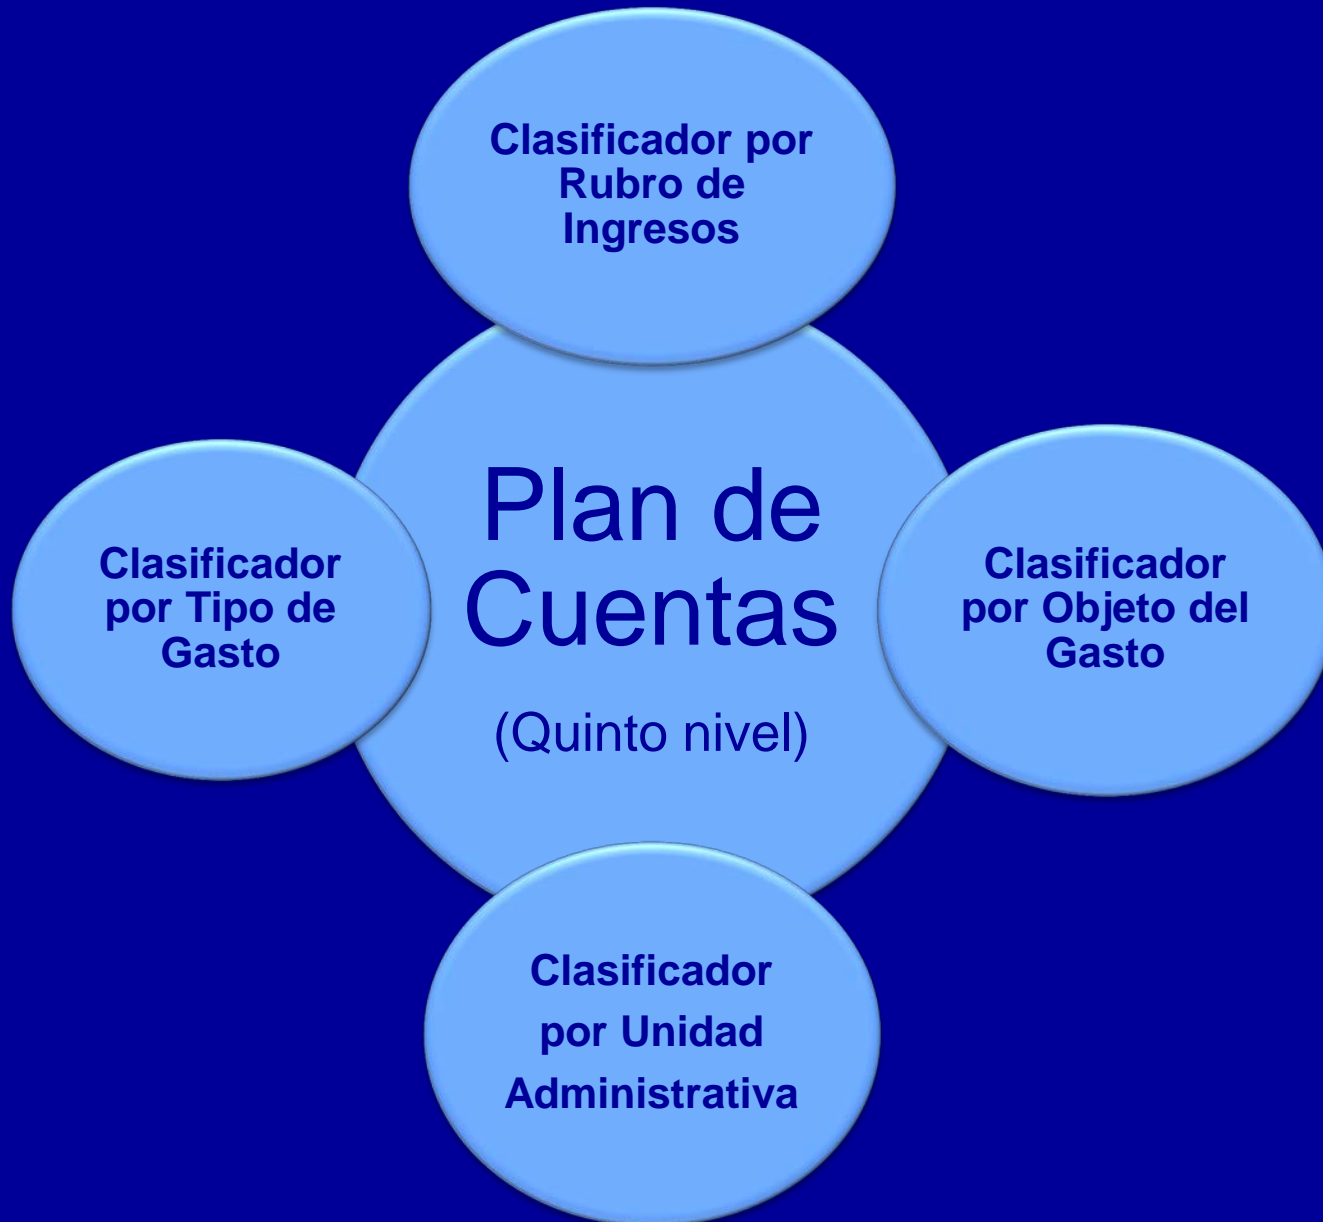 Clasificador por
Rubro de
Ingresos
Plan de
Cuentas
(Quinto nivel)
Clasificador
por Tipo de
Gasto
Clasificador
por Objeto del
Gasto
Clasificador
por Unidad
Administrativa